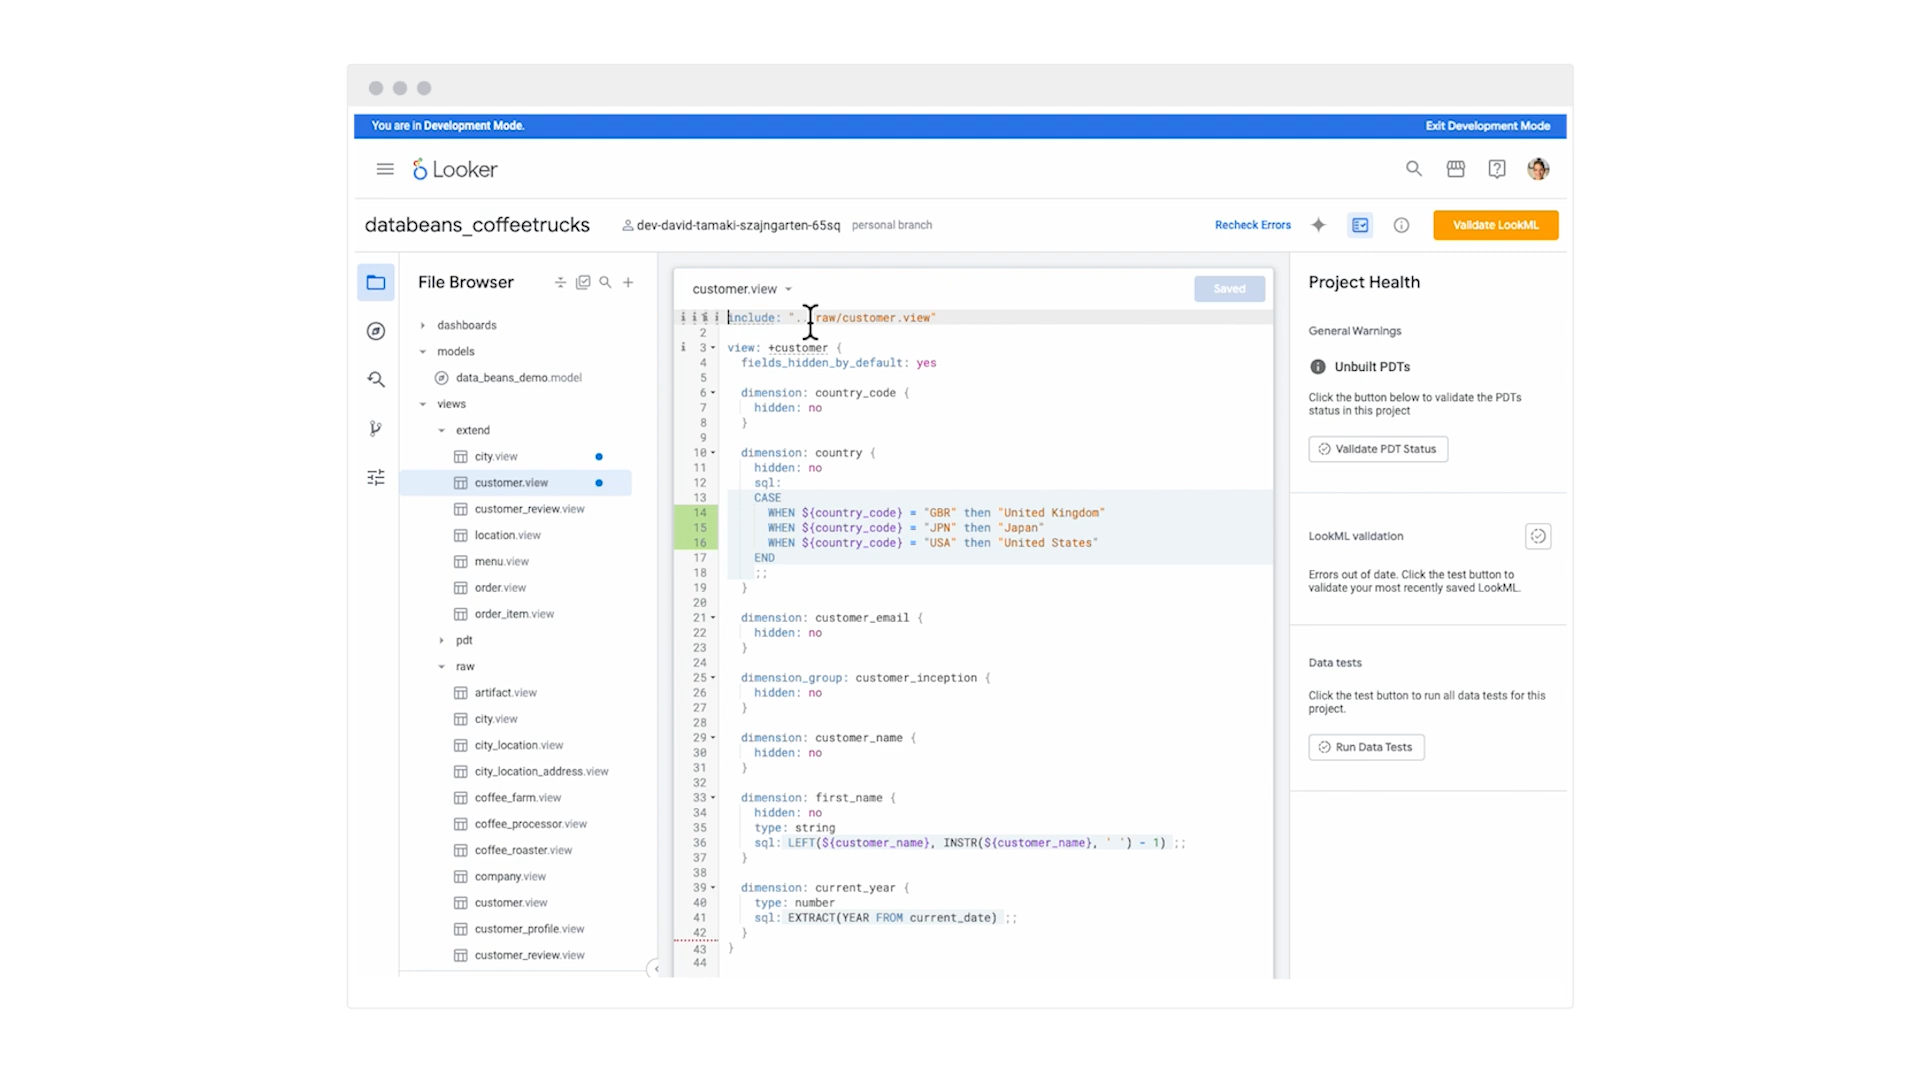 You are in Development Mode.
Exit Development Mode
Looker
databeans_coffeetrucks
dev-david-tamaki-szajngarten-65sq
personal branch
Recheck Errors
Validate LookML
File Browser
dashboards
models
data_beans_demo.model
views
extend
city.view
customer.view
customer_review.view
location.view
menu.view
order.view
order_item.view
pdt
raw
artifact.view
city.view
city_location.view
city_location_address.view
coffee_farm.view
coffee_processor.view
coffee_roaster.view
company.view
customer.view
customer_profile.view
customer_review.view
customer.view
Saved
include: ".. raw/customer.view"
2
3 view: +customer {
4 fields_hidden_by_default: yes
5
6 dimension: country_code {
7 hidden: no
8 }
9
10 dimension: country {
11 hidden: no
12 sql:
13 CASE
14 WHEN ${country_code} = "GBR" then "United Kingdom"
15 WHEN ${country_code} = "JPN" then "Japan"
16 WHEN ${country_code} = "USA" then "United States"
17 END
18 ;;
19 }
20
21 dimension: customer_email {
22 hidden: no
23 }
24
25 dimension_group: customer_inception {
26 hidden: no
27 }
28
29 dimension: customer_name {
30 hidden: no
31 }
32
33 dimension: first_name {
34 hidden: no
35 type: string
36 sql: LEFT(${customer_name}, INSTR(${customer_name}, ' ') - 1) ;;
37 }
38
39 dimension: current_year {
40 type: number
41 sql: EXTRACT(YEAR FROM current_date) ;;
42 }
43 }
44
Project Health
General Warnings
Unbuilt PDTs
Click the button below to validate the PDTs
status in this project
Validate PDT Status
LookML validation
Errors out of date. Click the test button to
validate your most recently saved LookML.
Data tests
Click the test button to run all data tests for this
project.
Run Data Tests